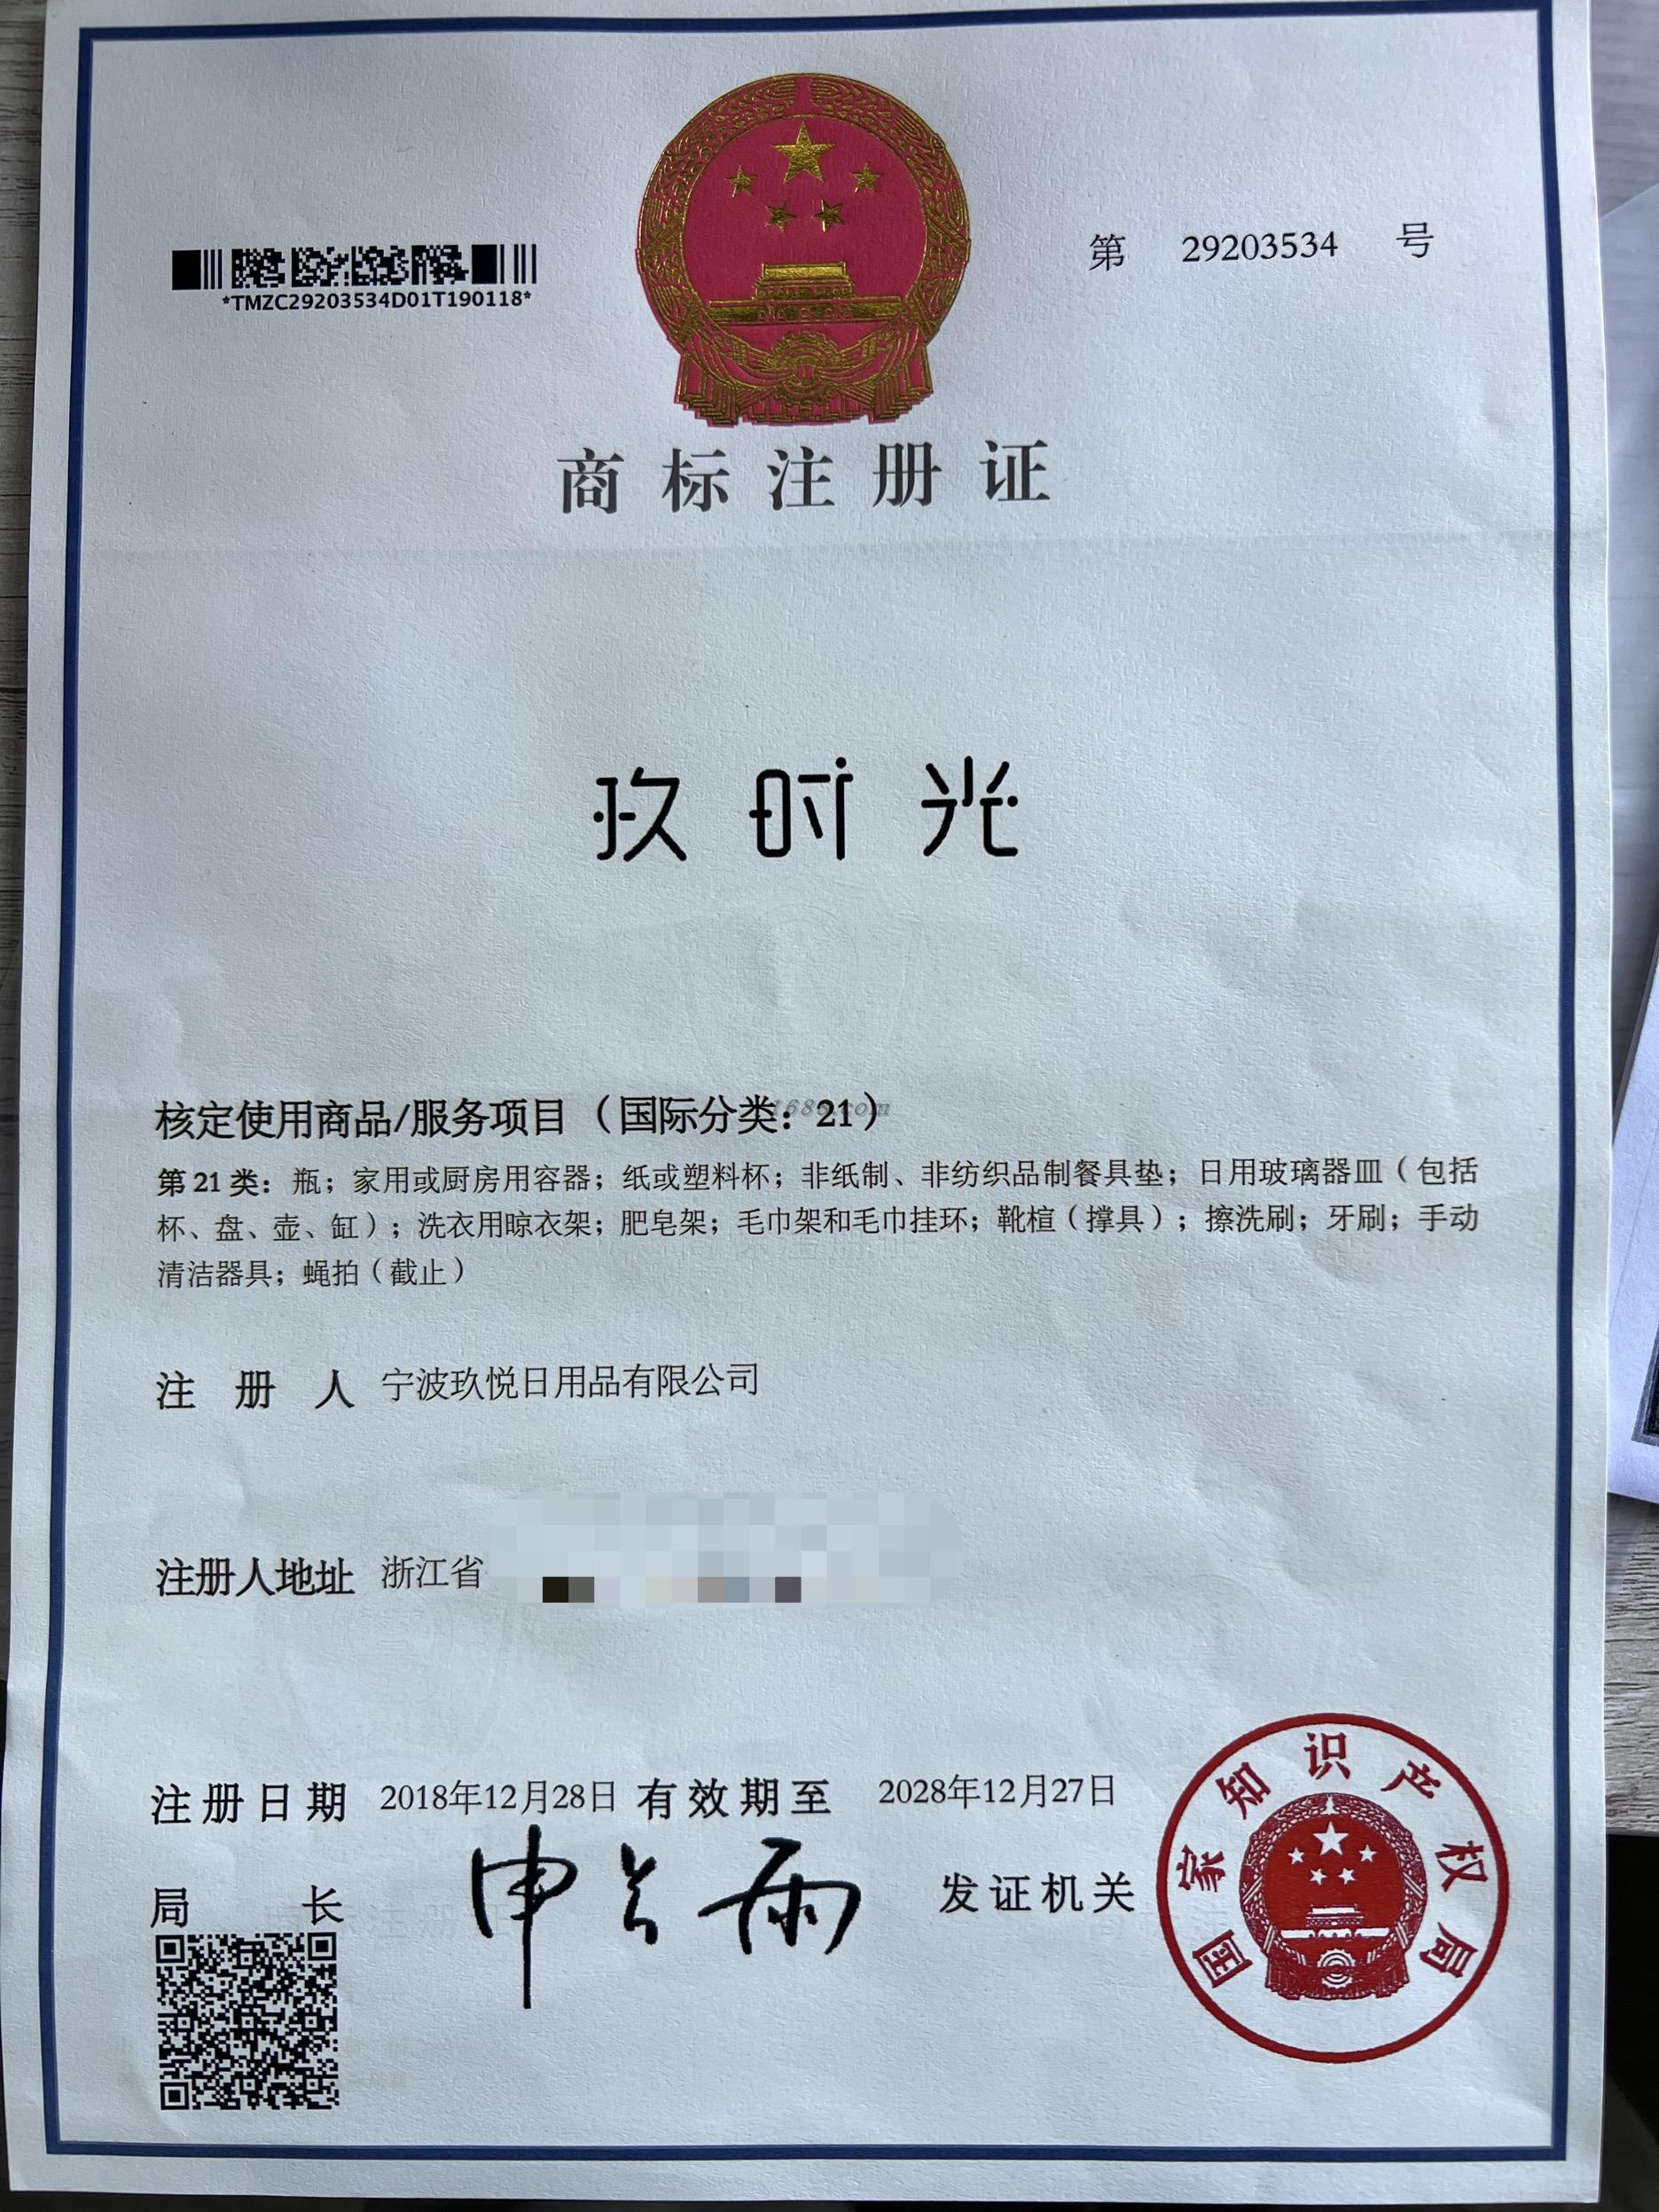 第 29203534 号
*TMZC29203534D01T190118*
商标注册证
玖时光
核定使用商品/服务项目（国际分类：21）
1688.com
第 21 类：瓶；家用或厨房用容器；纸或塑料杯；非纸制、非纺织品制餐具垫；日用玻璃器皿（包括
杯、盘、壶、缸）；洗衣用晾衣架；肥皂架；毛巾架和毛巾挂环；靴楦（撑具）；擦洗刷；牙刷；手动
清洁器具；蝇拍（截止）
注册人 宁波玖悦日用品有限公司
注册人地址 浙江省
注册日期 2018年12月28日 有效期至 2028年12月27日
局长 申长雨 发证机关
国家知识产权局